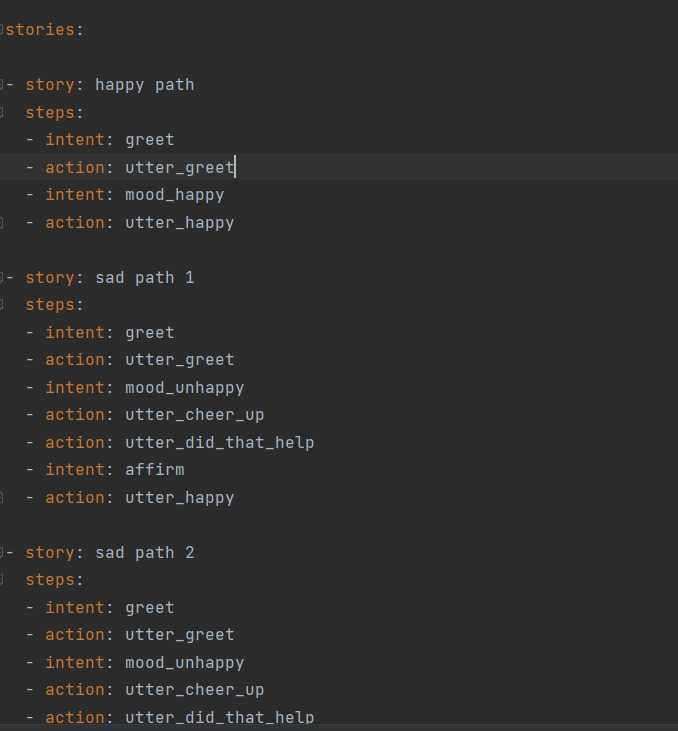 stories:
- story: happy path
steps:
- intent: greet
- action: utter_greet
- intent: mood_happy
- action: utter_happy
- story: sad path 1
steps:
- intent: greet
- action: utter_greet
- intent: mood_unhappy
- action: utter_cheer_up
- action: utter_did_that_help
- intent: affirm
- action: utter_happy
- story: sad path 2
steps:
- intent: greet
- action: utter_greet
- intent: mood_unhappy
- action: utter_cheer_up
- action: utter_did_that_help